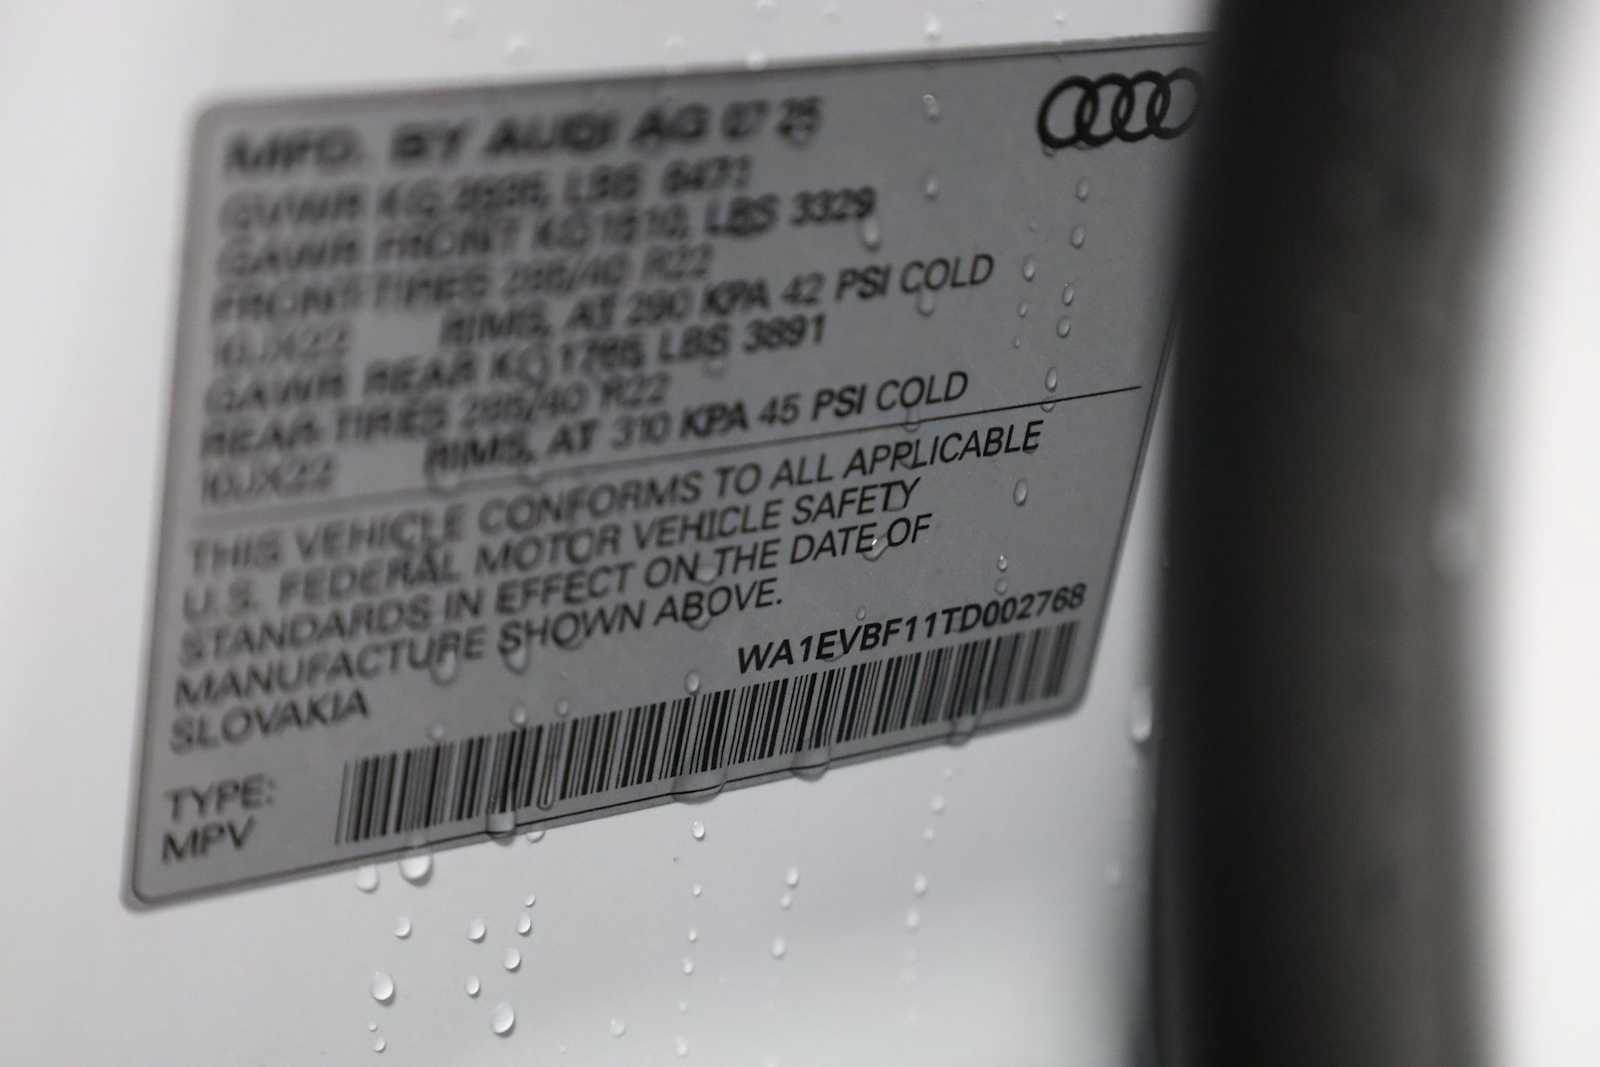 MFD. BY AUDI AG 07 25
GVWR KG 2935, LBS 6471
GAWR FRONT KG 1510, LBS 3329
FRONT TIRES 285/40 R22
10JX22 RIMS, AT 290 KPA 42 PSI COLD
GAWR REAR KG 1765 LBS 3891
REAR TIRES 285/40 R22
10JX22 RIMS, AT 310 KPA 45 PSI COLD
THIS VEHICLE CONFORMS TO ALL APPLICABLE
U.S. FEDERAL MOTOR VEHICLE SAFETY
STANDARDS IN EFFECT ON THE DATE OF
MANUFACTURE SHOWN ABOVE.
SLOVAKIA
WA1EVBF11TD002768
TYPE:
MPV